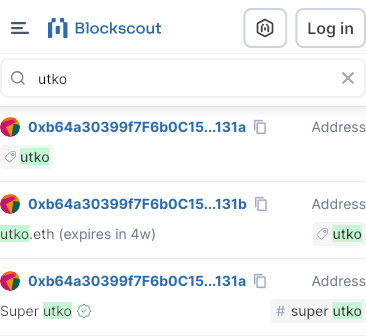 Blockscout
Log in
utko
0xb64a30399f7F6b0C15...131a Address
utko
0xb64a30399f7F6b0C15...131b Address
utko.eth (expires in 4w) utko
0xb64a30399f7F6b0C15...131a Address
Super utko # super utko